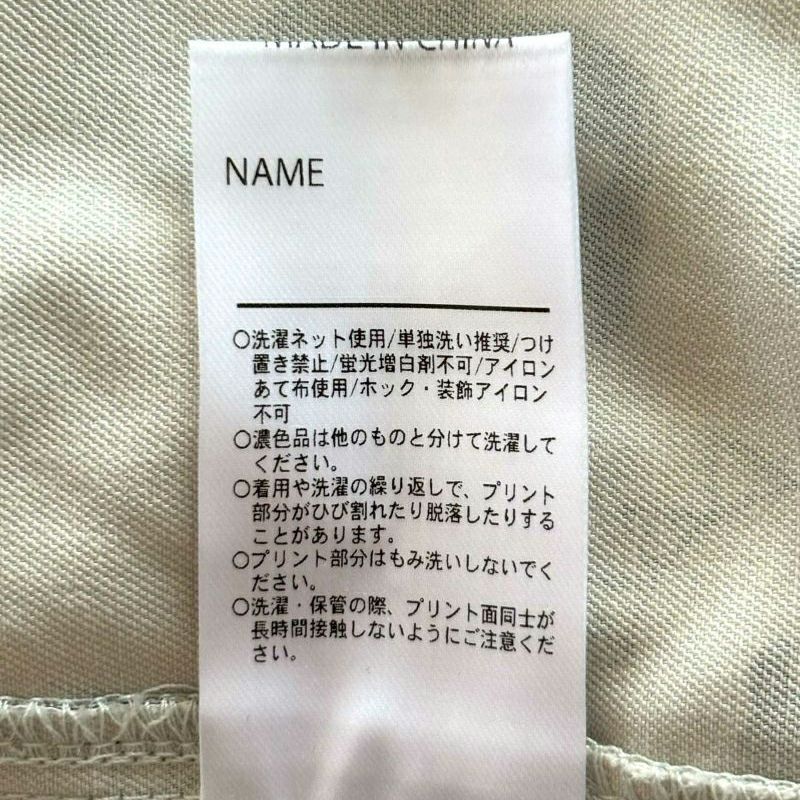 MADE IN CHINA
NAME
○洗濯ネット使用/単独洗い推奨/つけ
置き禁止/蛍光増白剤不可/アイロン
あて布使用/ホック・装飾アイロン
不可
○濃色品は他のものと分けて洗濯して
ください。
○着用や洗濯の繰り返しで、プリント
部分がひび割れたり脱落したりする
ことがあります。
○プリント部分はもみ洗いしないでく
ださい。
○洗濯・保管の際、プリント面同士が
長時間接触しないようにご注意くだ
さい。